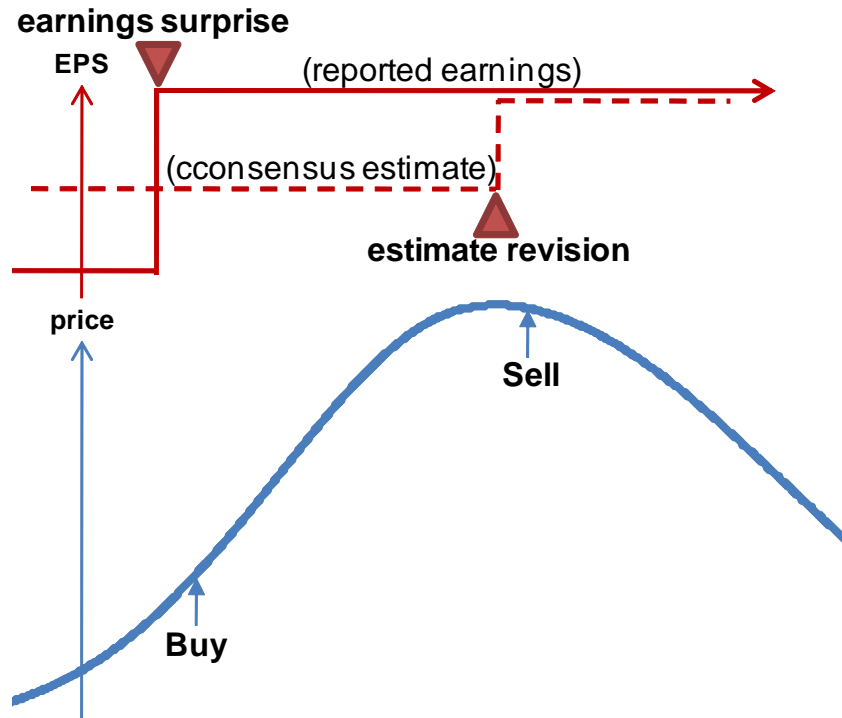 earnings surprise
EPS
(reported earnings)
(cconsensus estimate)
estimate revision
price
Sell
Buy